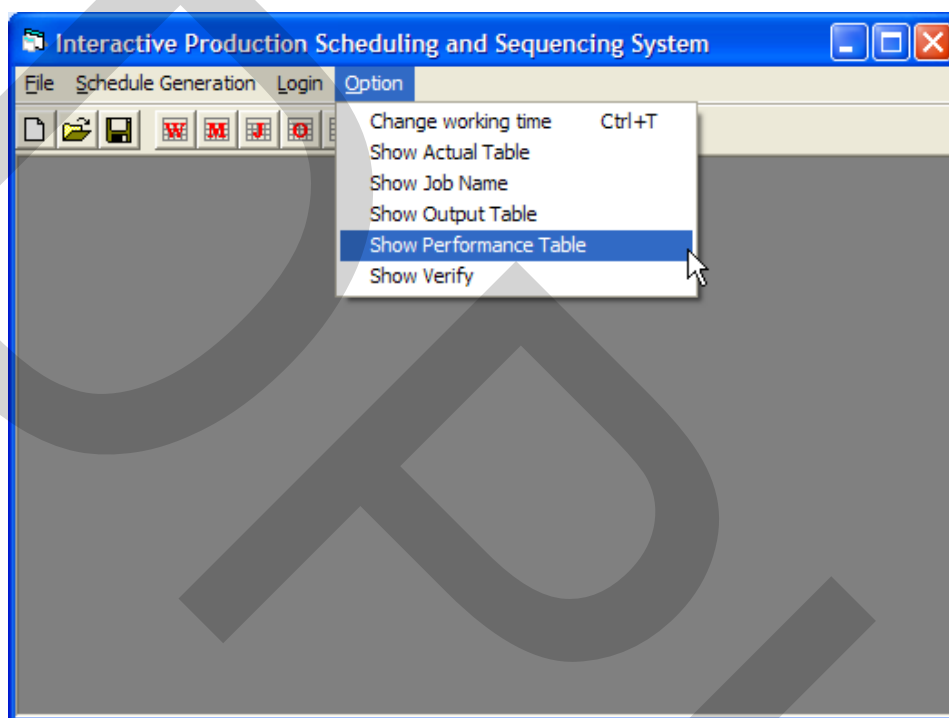 Interactive Production Scheduling and Sequencing System
File Schedule Generation Login Option
W M J O
Change working time Ctrl+T
Show Actual Table
Show Job Name
Show Output Table
Show Performance Table
Show Verify